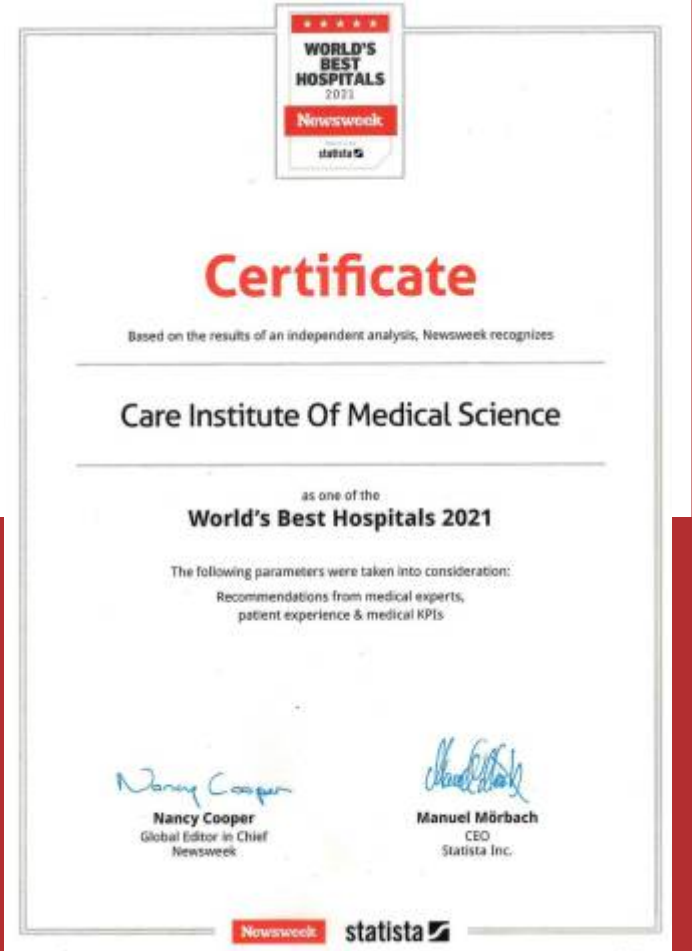 WORLD'S
BEST
HOSPITALS
2021
Newsweek
statista
Certificate
Based on the results of an independent analysis, Newsweek recognizes
Care Institute Of Medical Science
as one of the
World's Best Hospitals 2021
The following parameters were taken into consideration:
Recommendations from medical experts,
patient experience & medical KPIs
Nancy Cooper
Nancy Cooper
Global Editor in Chief
Newsweek
Manuel Mörbach
CEO
Statista Inc.
Newsweek statista